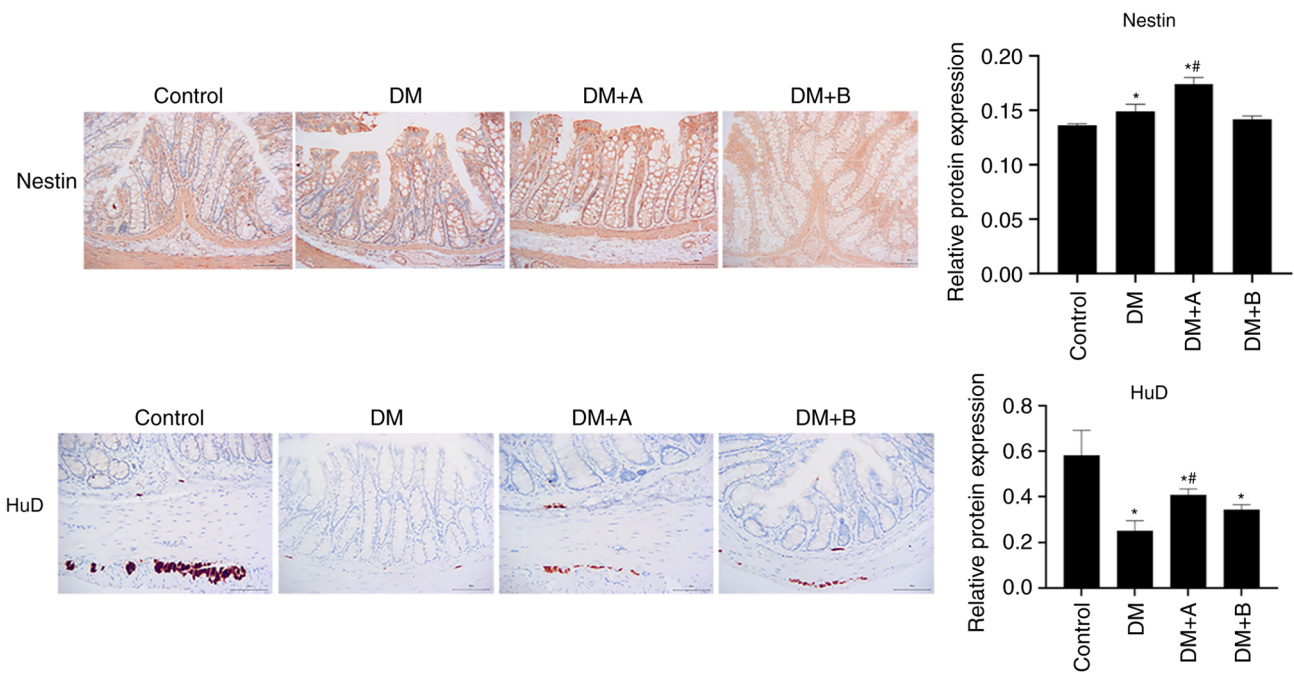 Nestin
Control DM DM+A DM+B
Nestin
Relative protein expression
0.20
0.15
0.10
0.05
0.00
*
*#
Control
DM
DM+A
DM+B
HuD
Control DM DM+A DM+B
HuD
Relative protein expression
0.8
0.6
0.4
0.2
0.0
*
*#
*
Control
DM
DM+A
DM+B